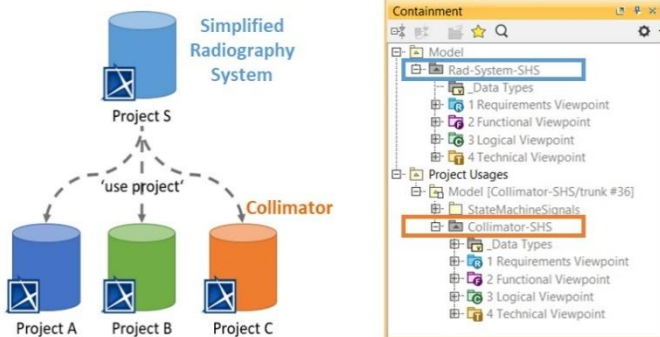 Simplified
Radiography
System
Project S
'use project'
Collimator
Project A
Project B
Project C
Containment
Model
Rad-System-SHS
_Data Types
1 Requirements Viewpoint
2 Functional Viewpoint
3 Logical Viewpoint
4 Technical Viewpoint
Project Usages
Model [Collimator-SHS/trunk #36]
StateMachineSignals
Collimator-SHS
_Data Types
1 Requirements Viewpoint
2 Functional Viewpoint
3 Logical Viewpoint
4 Technical Viewpoint